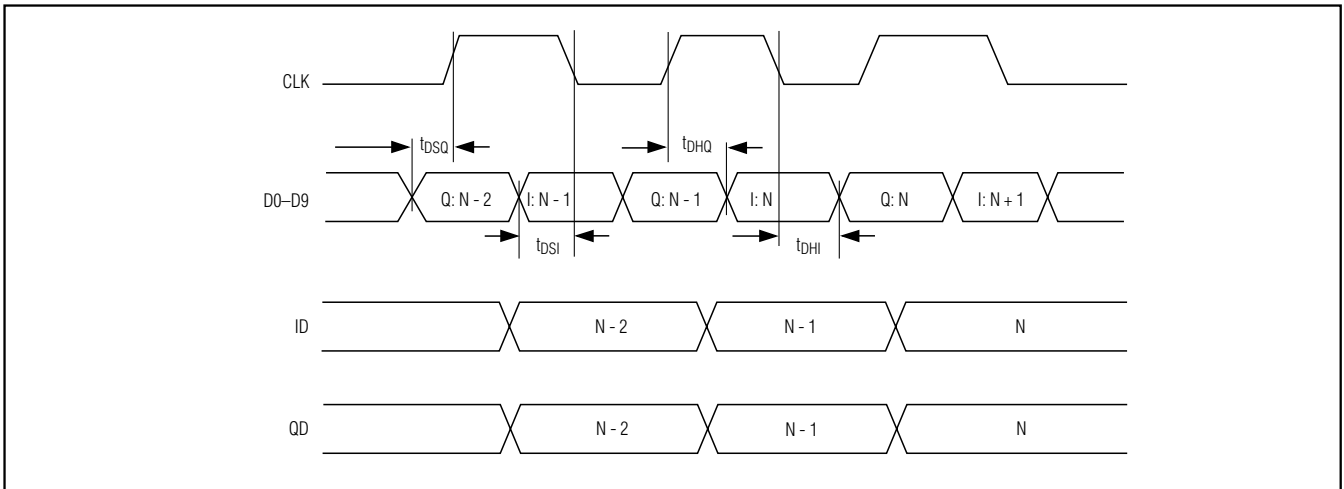 CLK
tDSQ tDHQ
D0–D9 Q: N - 2 I: N - 1 Q: N - 1 I: N Q: N I: N + 1
tDSI tDHI
ID N - 2 N - 1 N
QD N - 2 N - 1 N